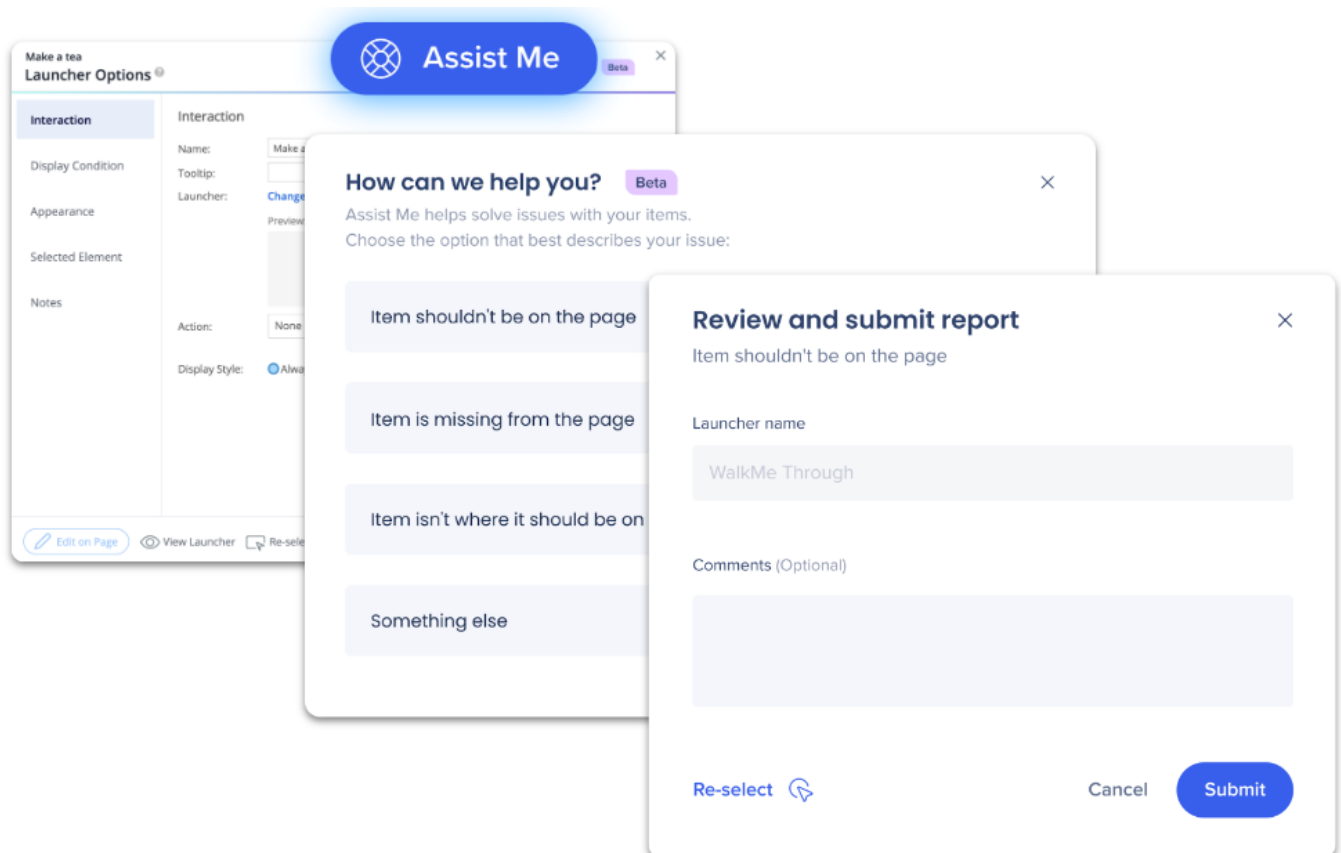 Make a tea
Launcher Options
Assist Me
Beta
Interaction
Display Condition
Appearance
Selected Element
Notes
Interaction
Name:
Make a
Tooltip:
Launcher:
Change
Preview
Action:
None
Display Style:
Alwa
Edit on Page
View Launcher
Re-sele
How can we help you?
Beta
Assist Me helps solve issues with your items.
Choose the option that best describes your issue:
Item shouldn't be on the page
Item is missing from the page
Item isn't where it should be on
Something else
Review and submit report
Item shouldn't be on the page
Launcher name
WalkMe Through
Comments (Optional)
Re-select
Cancel
Submit